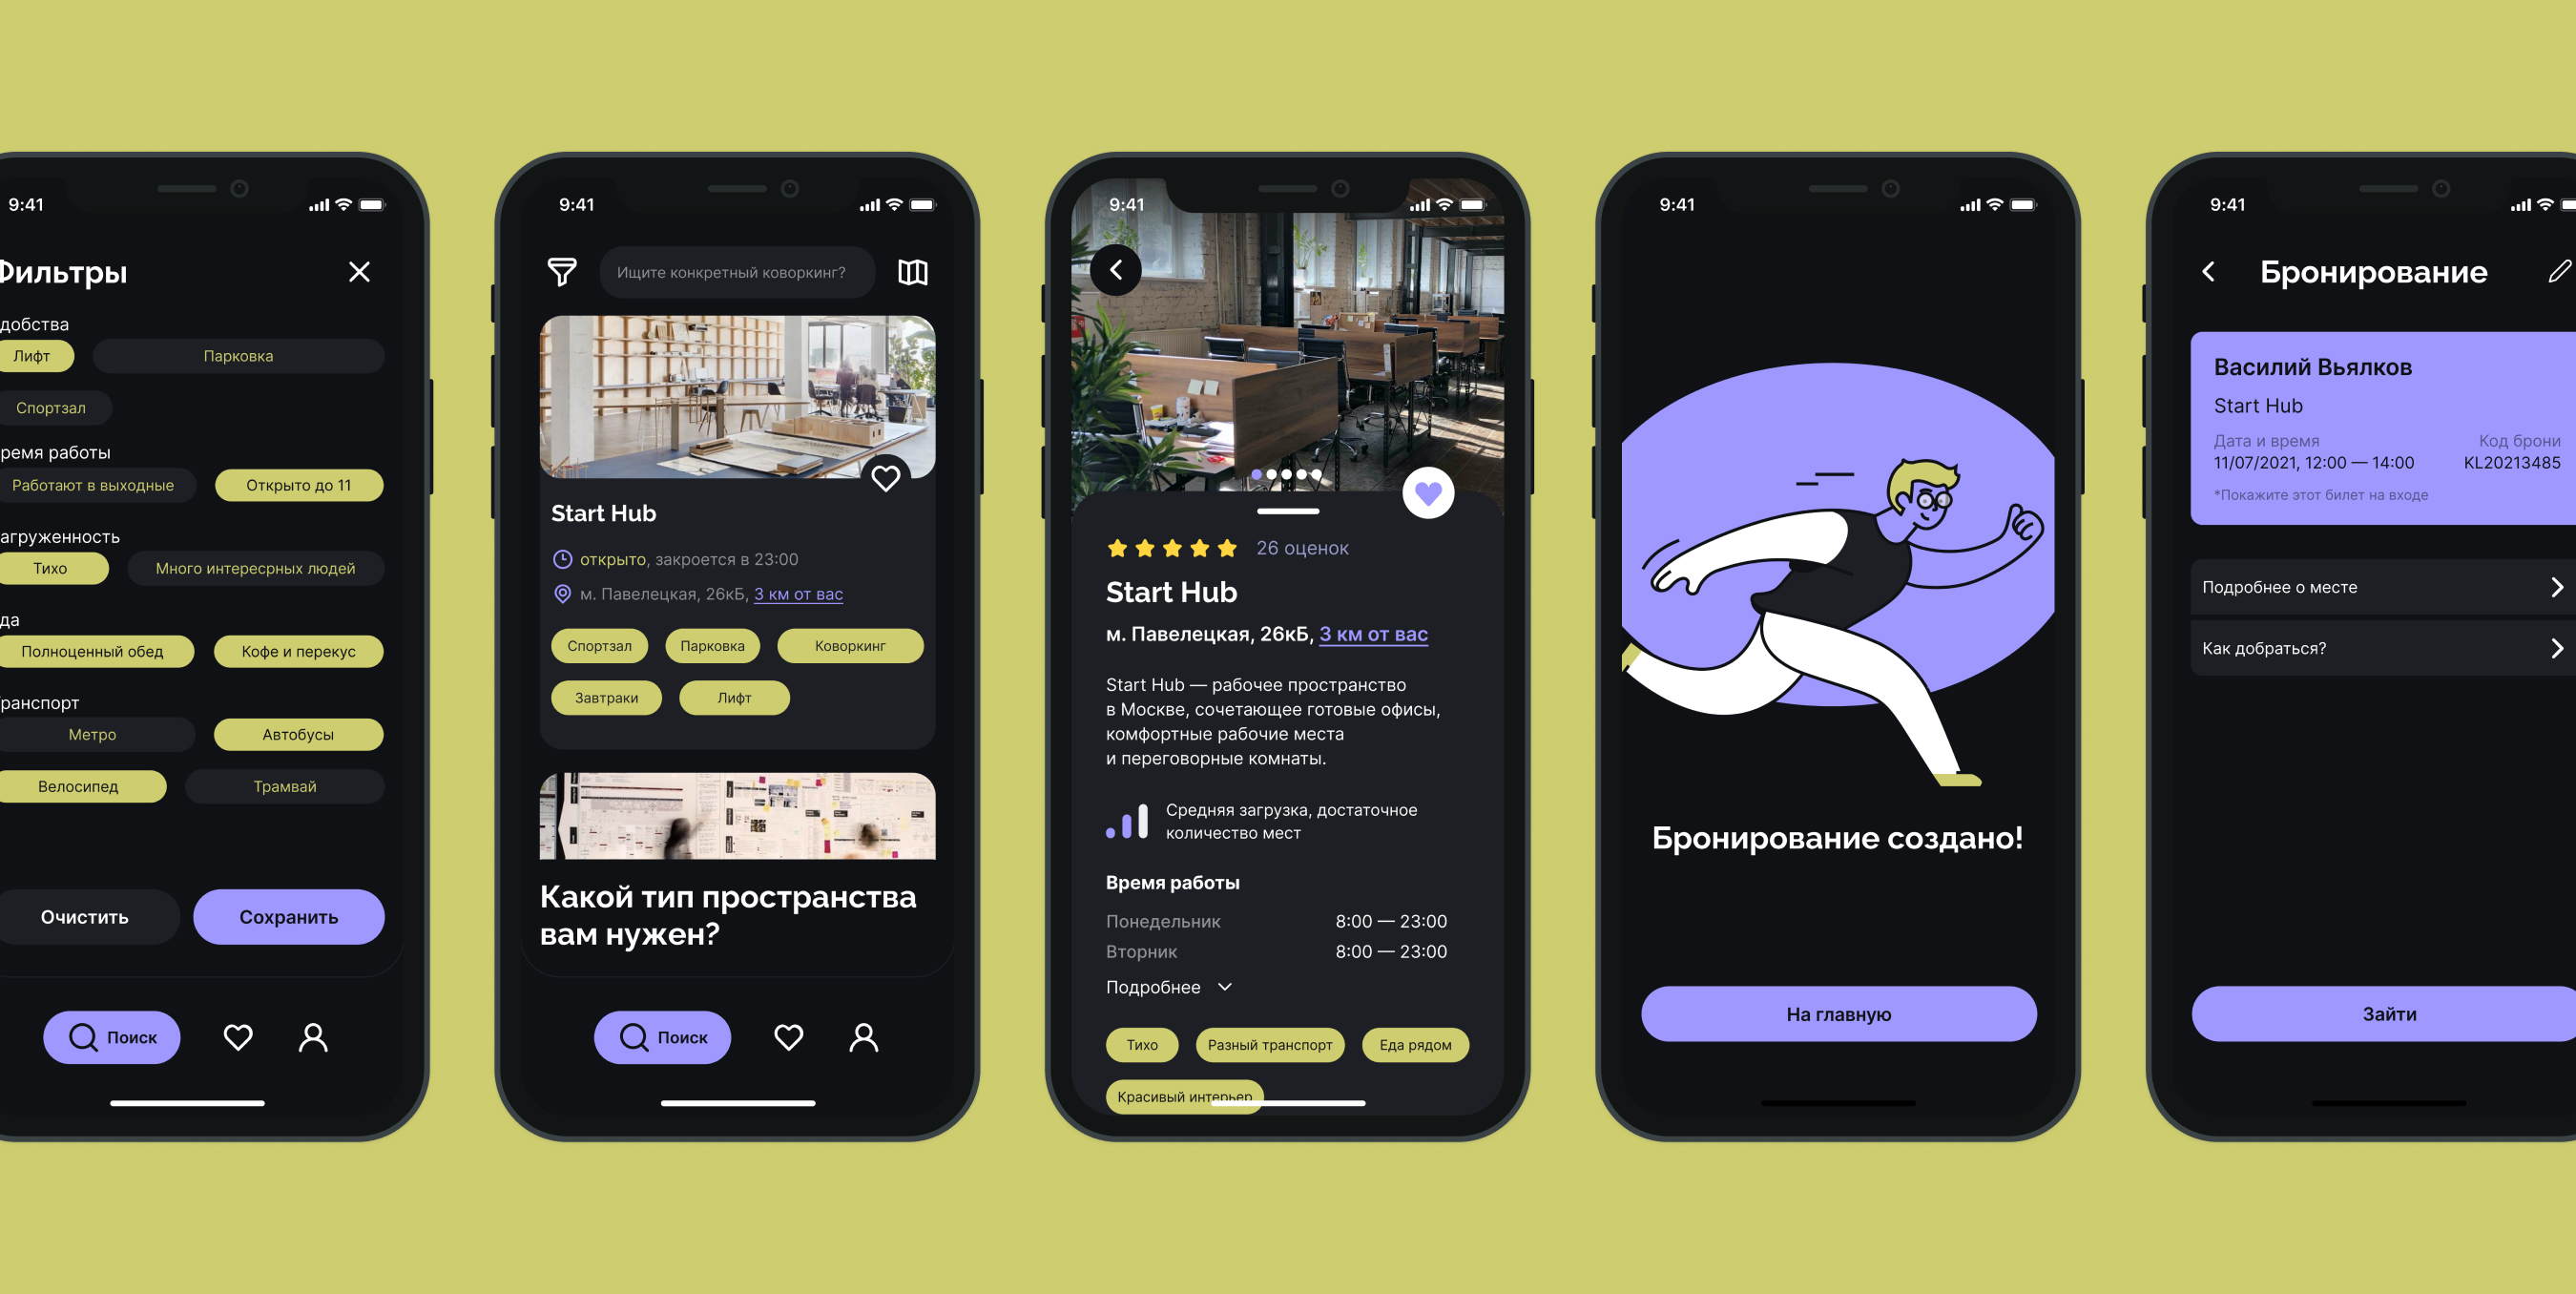 9:41
Фильтры
добства
Лифт
Парковка
Спортзал
ремя работы
Работают в выходные
Открыто до 11
агруженность
Тихо
Много интересрных людей
да
Полноценный обед
Кофе и перекус
ранспорт
Метро
Автобусы
Велосипед
Трамвай
Очистить
Сохранить
Поиск
9:41
Ищите конкретный коворкинг?
Start Hub
открыто, закроется в 23:00
м. Павелецкая, 26кБ, 3 км от вас
Спортзал
Парковка
Коворкинг
Завтраки
Лифт
Какой тип пространства
вам нужен?
Поиск
9:41
26 оценок
Start Hub
м. Павелецкая, 26кБ, 3 км от вас
Start Hub — рабочее пространство
в Москве, сочетающее готовые офисы,
комфортные рабочие места
и переговорные комнаты.
Средняя загрузка, достаточное
количество мест
Время работы
Понедельник 8:00 — 23:00
Вторник 8:00 — 23:00
Подробнее
Тихо
Разный транспорт
Еда рядом
Красивый интерьер
9:41
Бронирование создано!
На главную
9:41
Бронирование
Василий Вьялков
Start Hub
Дата и время Код брони
11/07/2021, 12:00 — 14:00 KL20213485
*Покажите этот билет на входе
Подробнее о месте
Как добраться?
Зайти